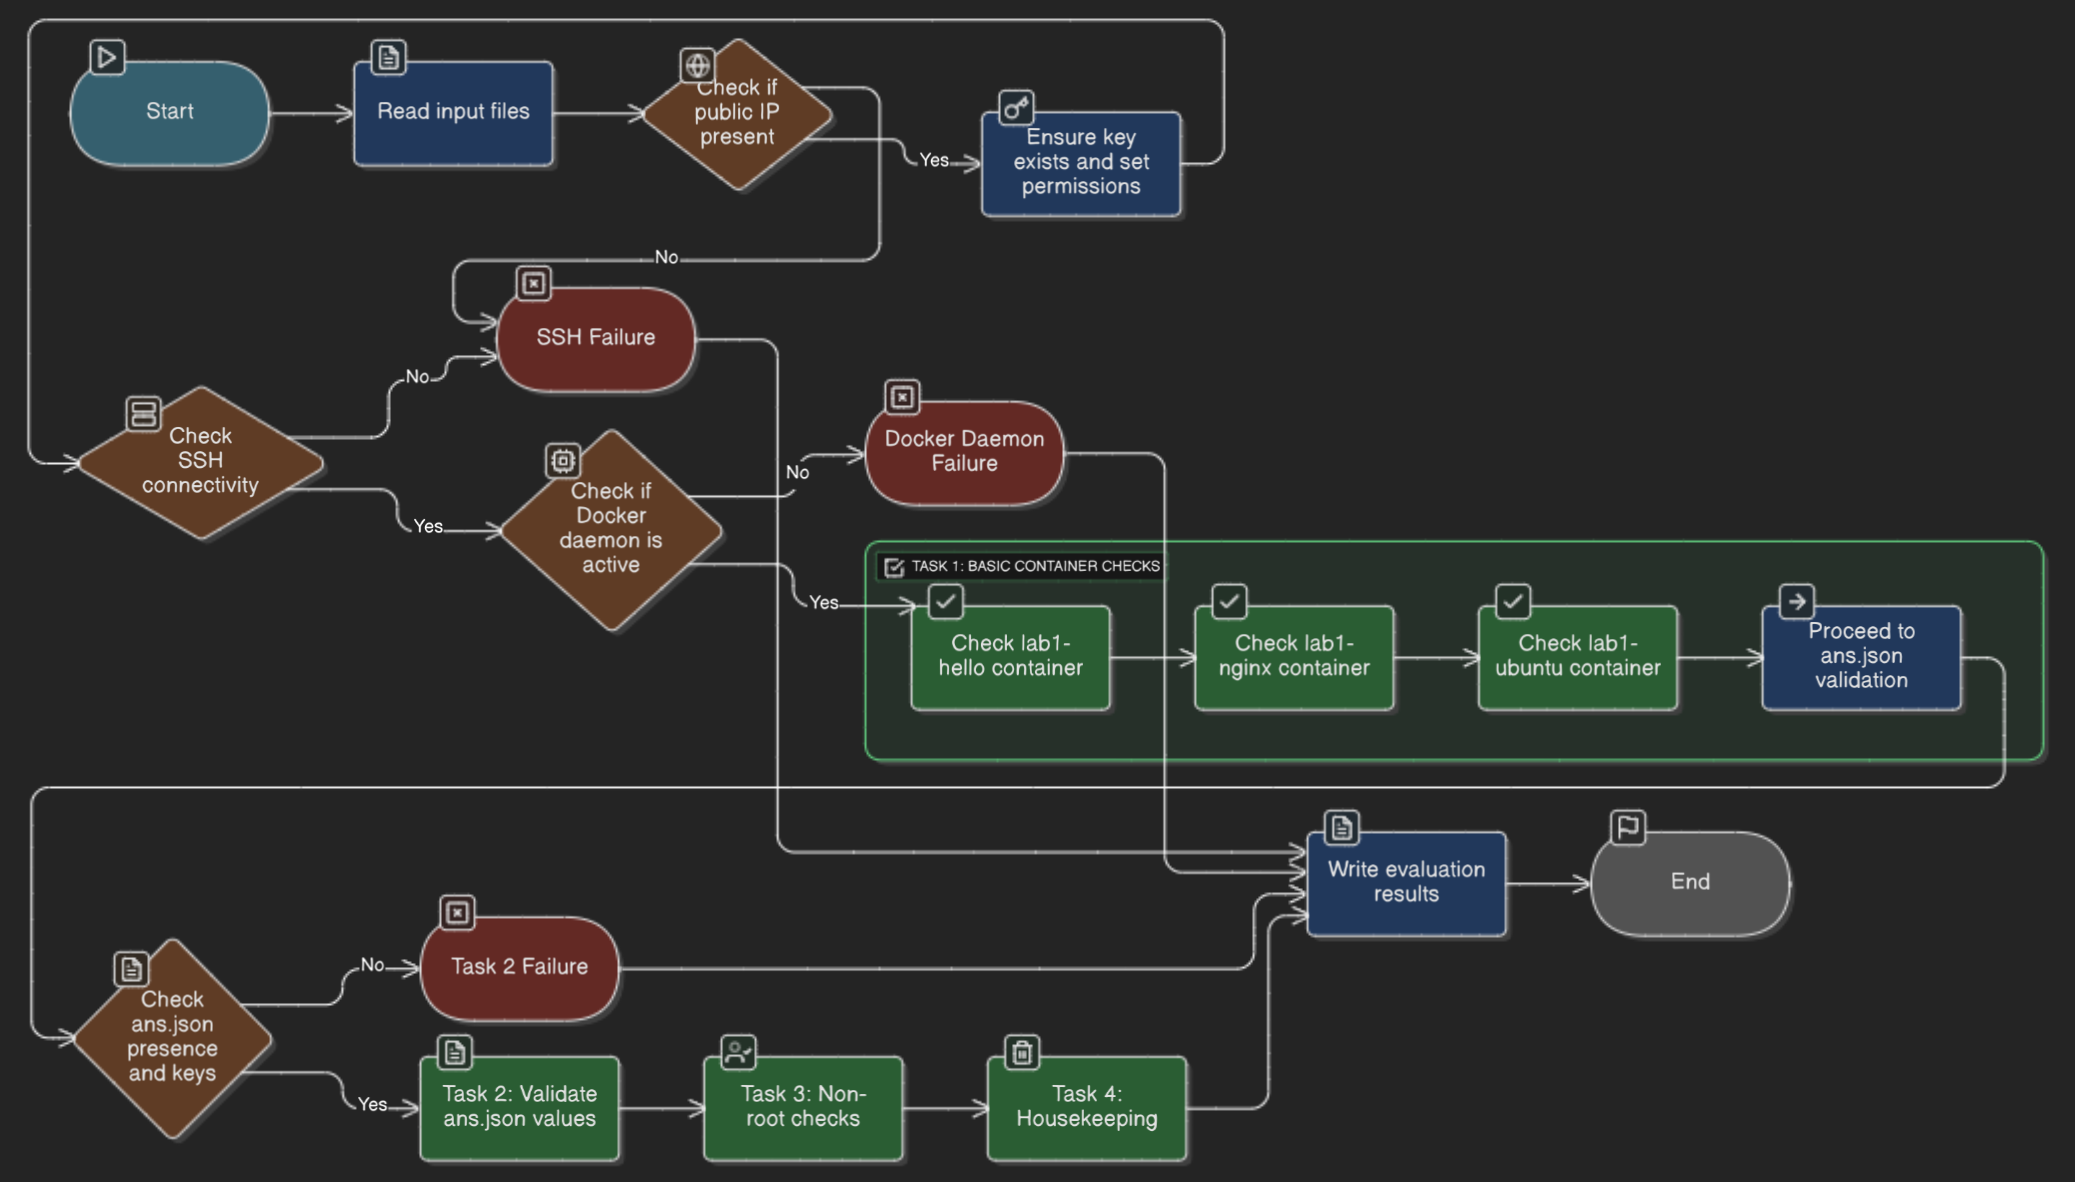 Start
Read input files
Check if
public IP
present
Yes
Ensure key
exists and set
permissions
No
SSH Failure
No
Check
SSH
connectivity
Yes
Docker Daemon
Failure
No
Check if
Docker
daemon is
active
Yes
TASK 1: BASIC CONTAINER CHECKS
Check lab1-
hello container
Check lab1-
nginx container
Check lab1-
ubuntu container
Proceed to
ans.json
validation
Write evaluation
results
End
No
Task 2 Failure
Check
ans.json
presence
and keys
Yes
Task 2: Validate
ans.json values
Task 3: Non-
root checks
Task 4:
Housekeeping